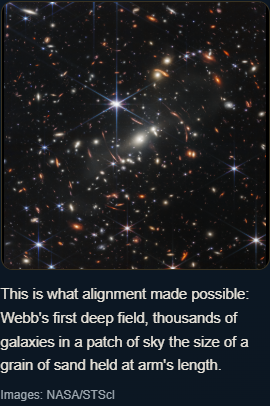 This is what alignment made possible:
Webb's first deep field, thousands of
galaxies in a patch of sky the size of a
grain of sand held at arm's length.
Images: NASA/STScI